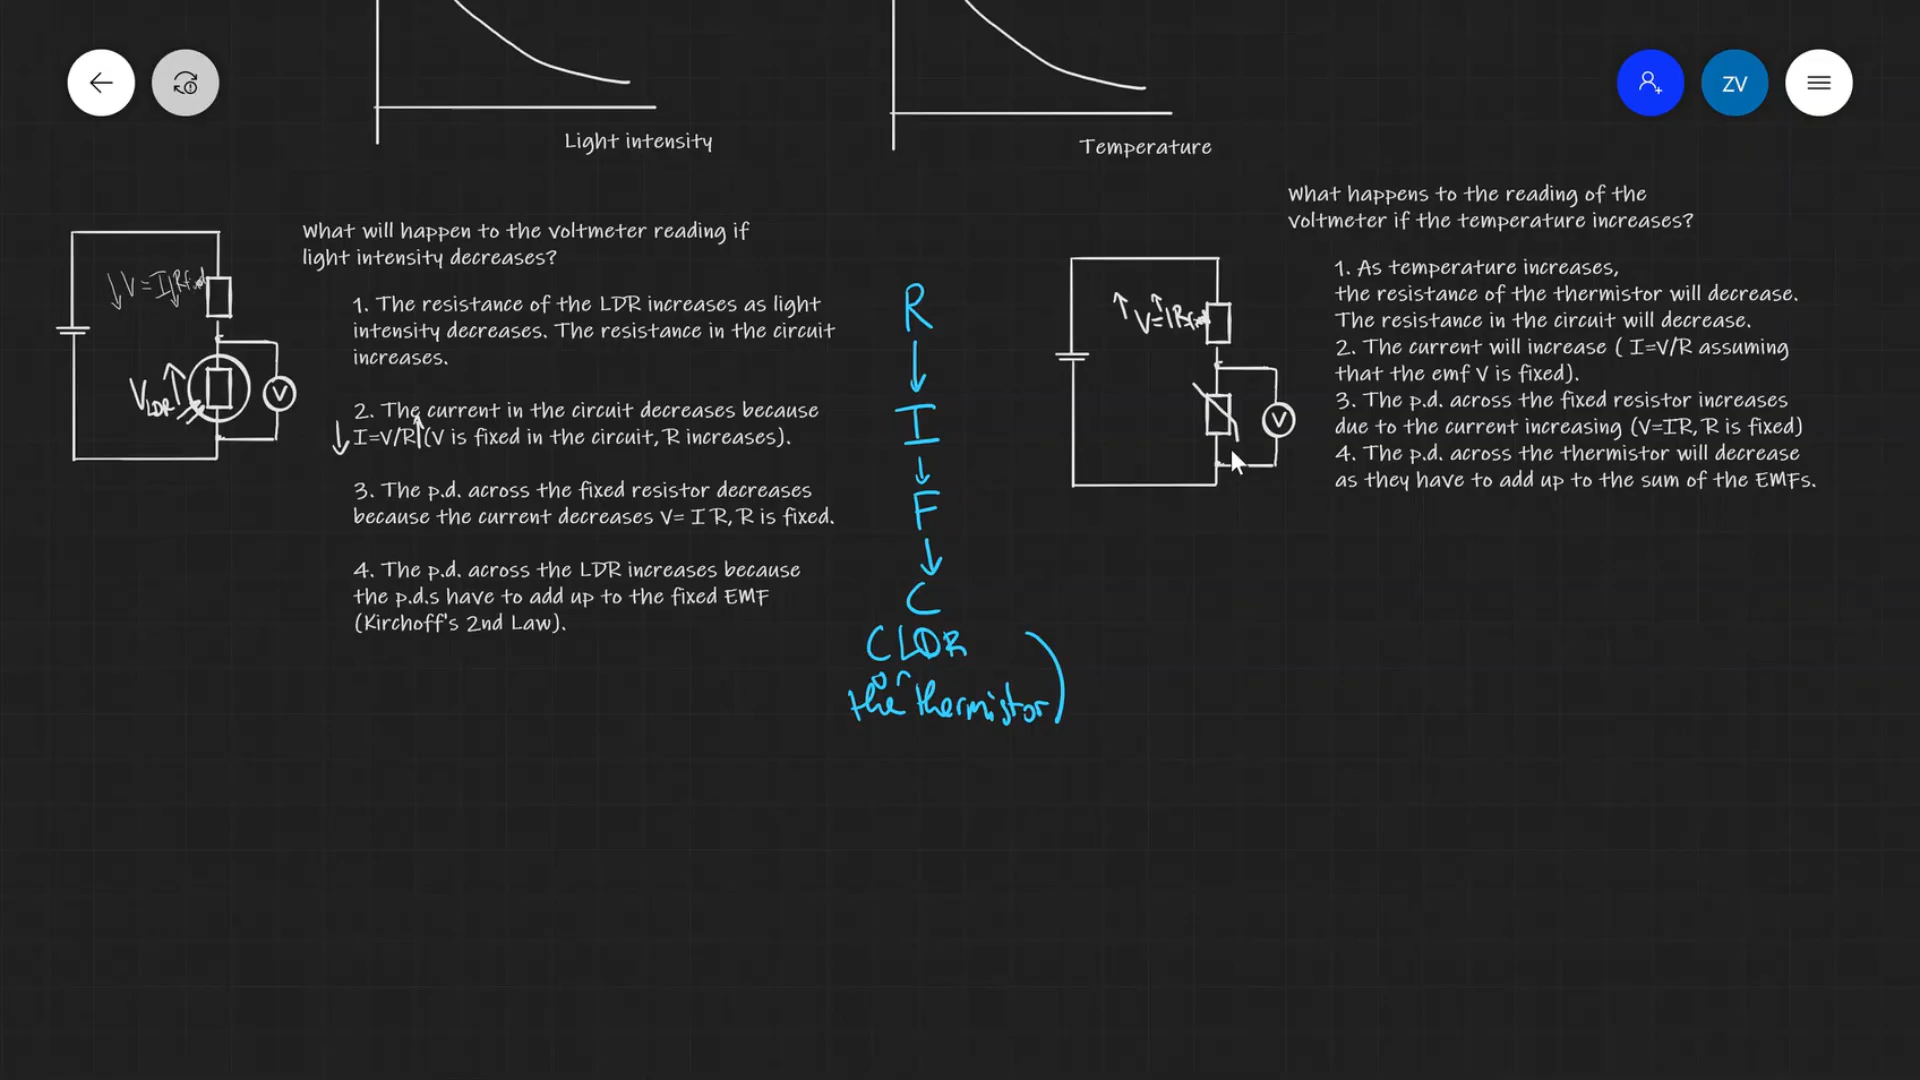 ZV
Light intensity
Temperature
What will happen to the voltmeter reading if
light intensity decreases?
1. The resistance of the LDR increases as light
intensity decreases. The resistance in the circuit
increases.
2. The current in the circuit decreases because
I=V/R (V is fixed in the circuit, R increases).
3. The p.d. across the fixed resistor decreases
because the current decreases V= I R, R is fixed.
4. The p.d. across the LDR increases because
the p.d.s have to add up to the fixed EMF
(Kirchoff's 2nd Law).
V=IRfixed
VLDR
V
R
I
F
C
CLDR
or
the thermistor)
What happens to the reading of the
voltmeter if the temperature increases?
1. As temperature increases,
the resistance of the thermistor will decrease.
The resistance in the circuit will decrease.
2. The current will increase ( I=V/R assuming
that the emf V is fixed).
3. The p.d. across the fixed resistor increases
due to the current increasing (V=IR, R is fixed)
4. The p.d. across the thermistor will decrease
as they have to add up to the sum of the EMFs.
V=IRfixed
V